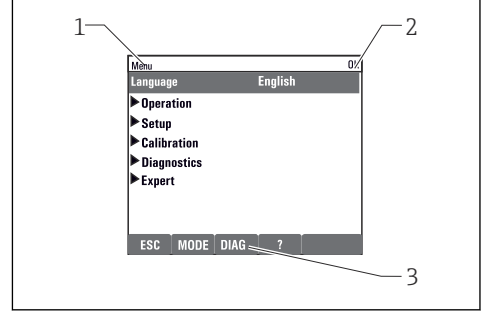 1 2
Menu 0%
Language English
Operation
Setup
Calibration
Diagnostics
Expert
ESC MODE DIAG ?
3